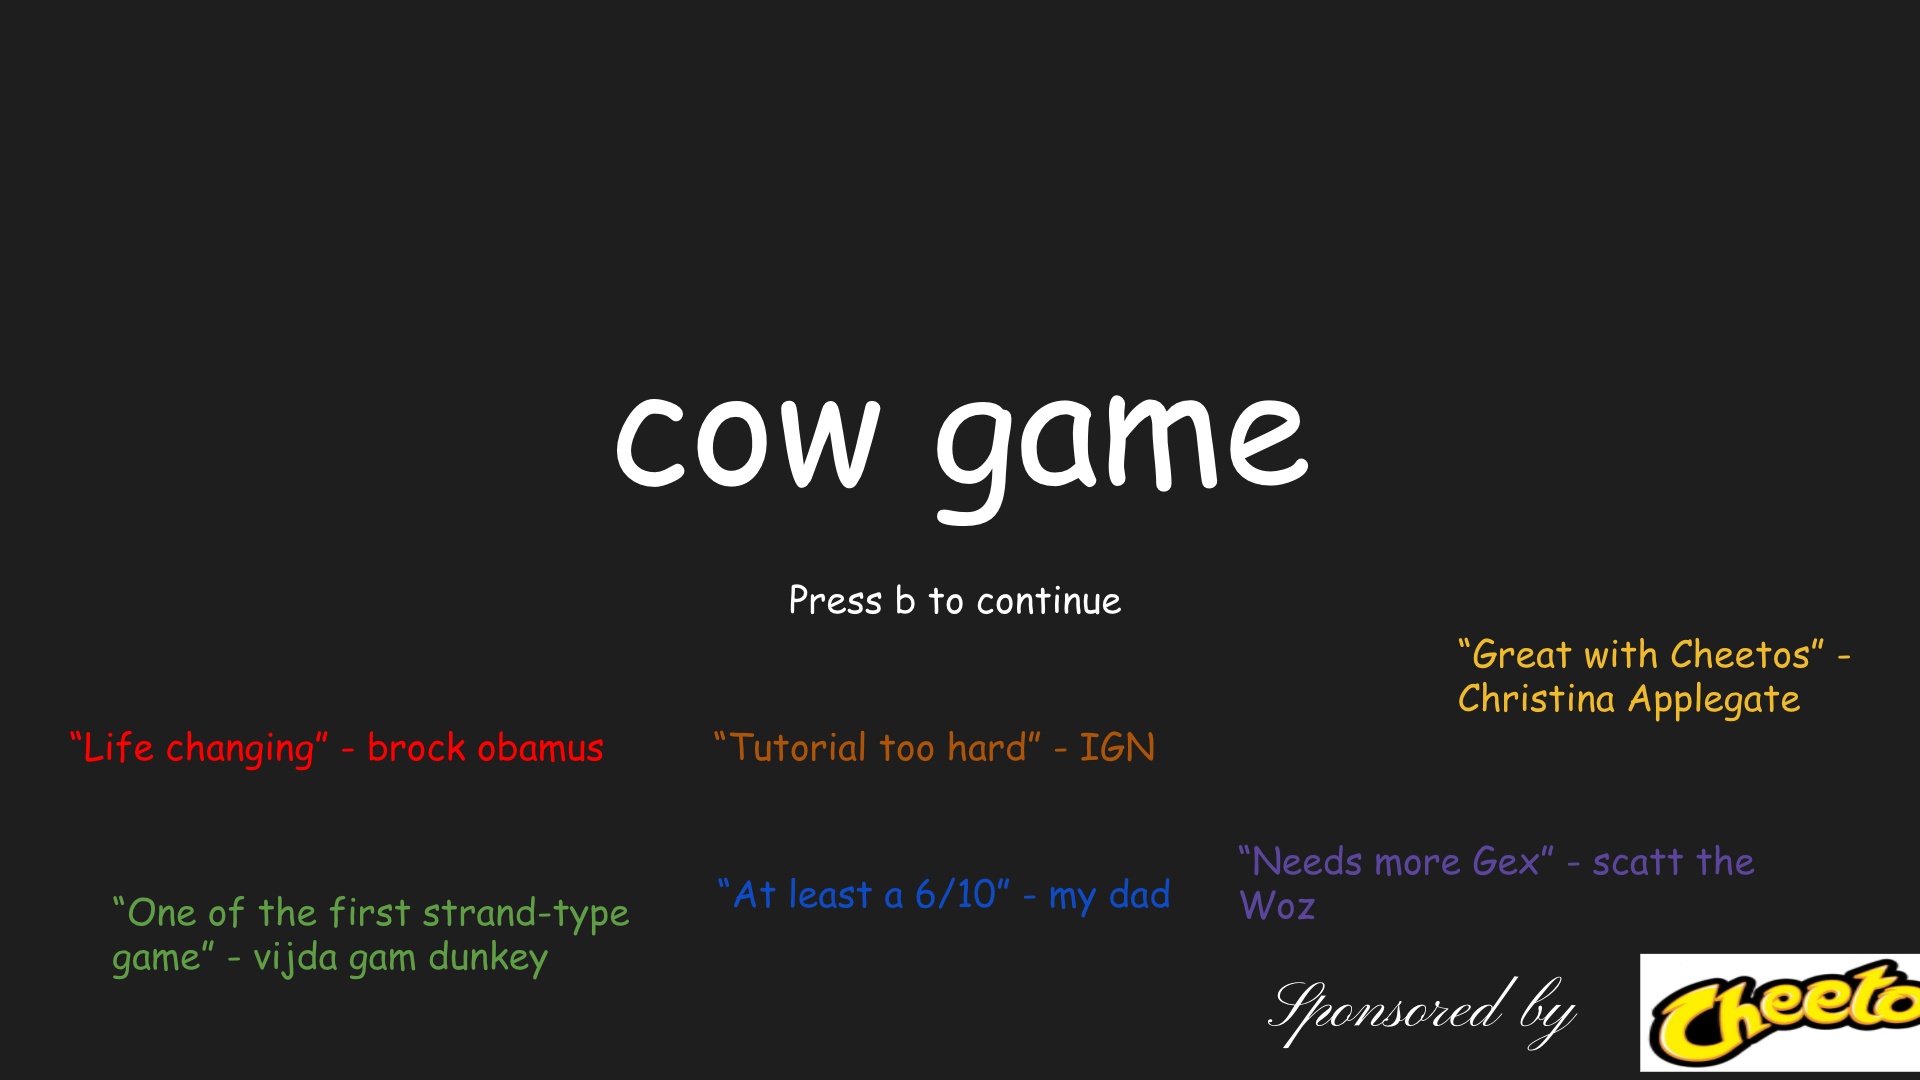 cow game
Press b to continue
“Great with Cheetos” -
Christina Applegate
“Life changing” - brock obamus
“Tutorial too hard” - IGN
“Needs more Gex” - scatt the
Woz
“At least a 6/10” - my dad
“One of the first strand-type
game” - vijda gam dunkey
Sponsored by
Cheeto